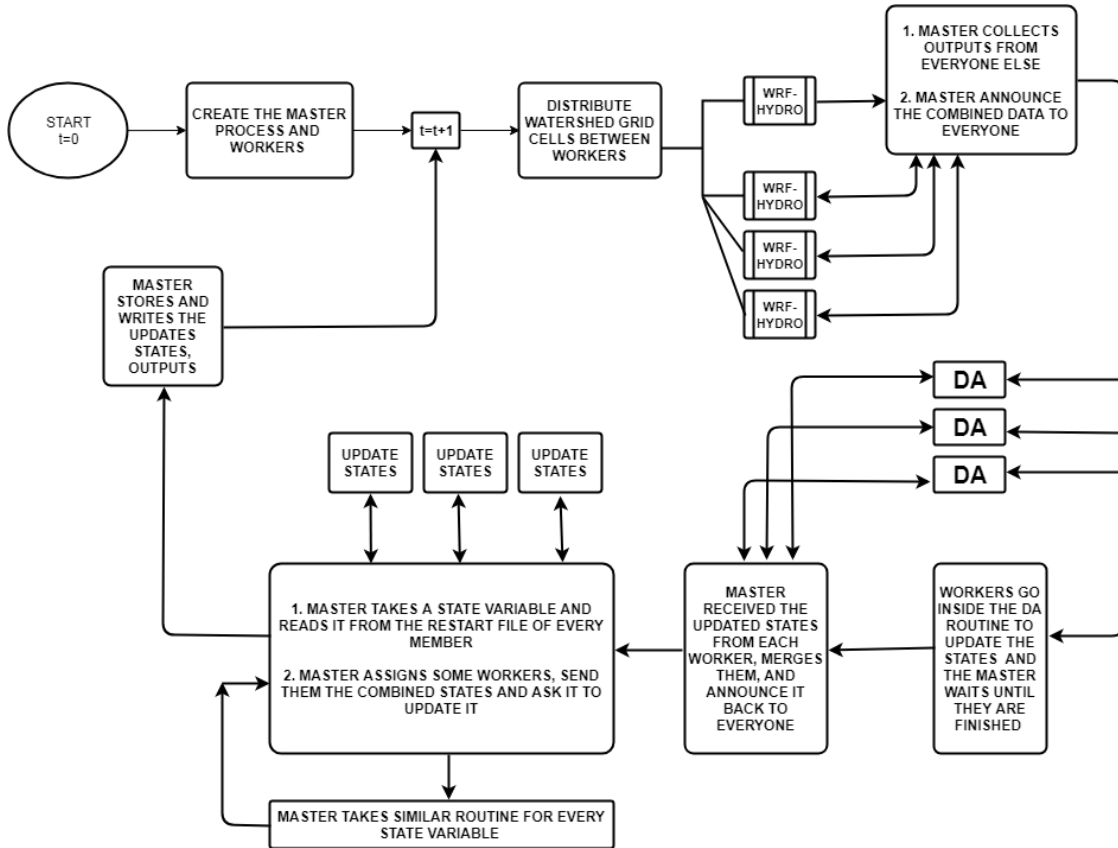 START
t=0
CREATE THE MASTER
PROCESS AND
WORKERS
t=t+1
DISTRIBUTE
WATERSHED GRID
CELLS BETWEEN
WORKERS
WRF-
HYDRO
WRF-
HYDRO
WRF-
HYDRO
WRF-
HYDRO
1. MASTER COLLECTS
OUTPUTS FROM
EVERYONE ELSE
2. MASTER ANNOUNCE
THE COMBINED DATA TO
EVERYONE
DA
DA
DA
WORKERS GO
INSIDE THE DA
ROUTINE TO
UPDATE THE
STATES AND
THE MASTER
WAITS UNTIL
THEY ARE
FINISHED
MASTER
RECEIVED THE
UPDATED STATES
FROM EACH
WORKER, MERGES
THEM, AND
ANNOUNCE IT
BACK TO
EVERYONE
UPDATE
STATES
UPDATE
STATES
UPDATE
STATES
1. MASTER TAKES A STATE VARIABLE AND
READS IT FROM THE RESTART FILE OF EVERY
MEMBER
2. MASTER ASSIGNS SOME WORKERS, SEND
THEM THE COMBINED STATES AND ASK IT TO
UPDATE IT
MASTER TAKES SIMILAR ROUTINE FOR EVERY
STATE VARIABLE
MASTER
STORES AND
WRITES THE
UPDATES
STATES,
OUTPUTS